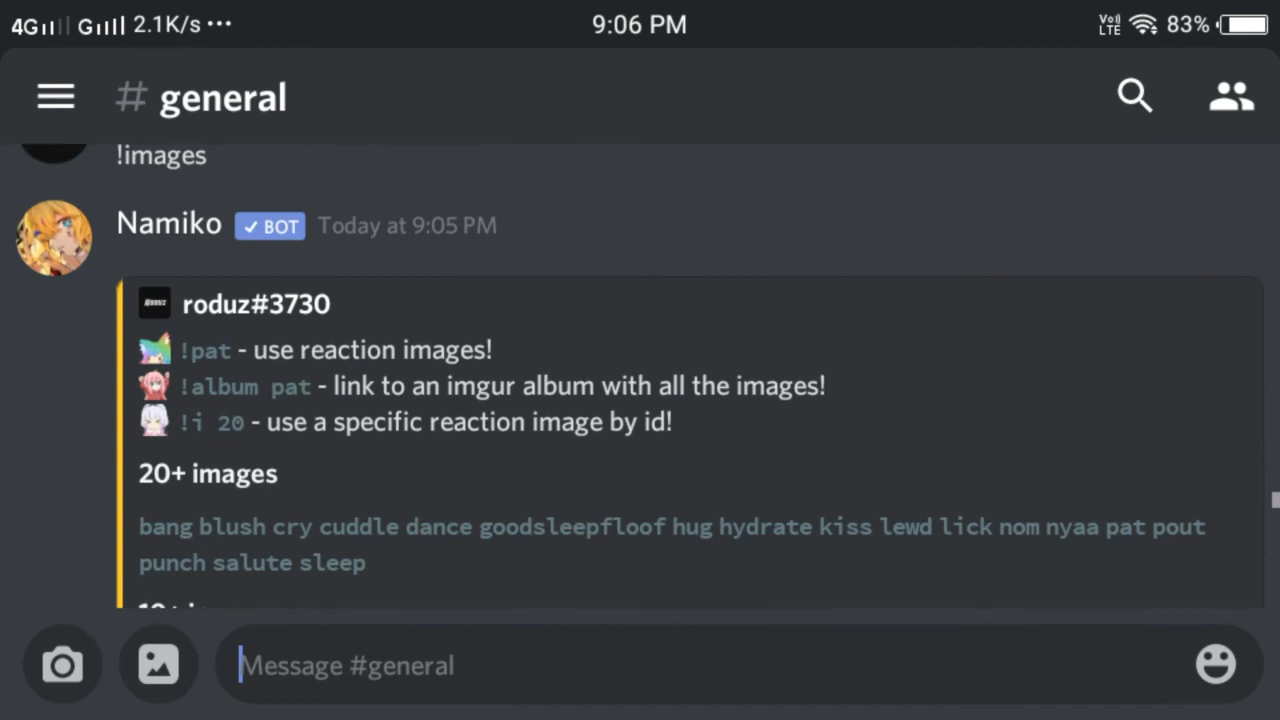 4G G 2.1K/s ··· 9:06 PM VoLTE 83%
# general
!images
Namiko ✓ BOT Today at 9:05 PM
roduz#3730
!pat - use reaction images!
!album pat - link to an imgur album with all the images!
!i 20 - use a specific reaction image by id!
20+ images
bang blush cry cuddle dance goodsleepfloof hug hydrate kiss lewd lick nom nyaa pat pout
punch salute sleep
Message #general